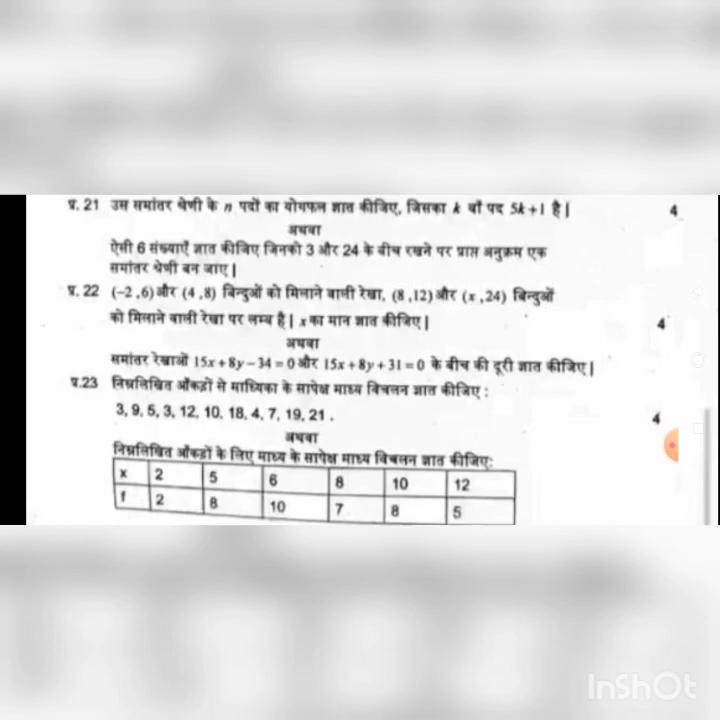 प्र. 21 उस समांतर श्रेणी के n पदों का योगफल ज्ञात कीजिए, जिसका k वाँ पद 5k+1 है | 4
अथवा
ऐसी 6 संख्याएँ ज्ञात कीजिए जिनको 3 और 24 के बीच रखने पर प्राप्त अनुक्रम एक
समांतर श्रेणी बन जाए |
प्र. 22 (-2,6) और (4,8) बिन्दुओं को मिलाने वाली रेखा, (8,12) और (x,24) बिन्दुओं
को मिलाने वाली रेखा पर लम्ब है | x का मान ज्ञात कीजिए | 4
अथवा
समांतर रेखाओं 15x+8y-34=0 और 15x+8y+31=0 के बीच की दूरी ज्ञात कीजिए |
प्र.23 निम्नलिखित आँकड़ों से माध्यिका के सापेक्ष माध्य विचलन ज्ञात कीजिए :
3, 9, 5, 3, 12, 10, 18, 4, 7, 19, 21 . 4
अथवा
निम्नलिखित आँकड़ों के लिए माध्य के सापेक्ष माध्य विचलन ज्ञात कीजिए:
x 2 5 6 8 10 12
f 2 8 10 7 8 5
InShOt